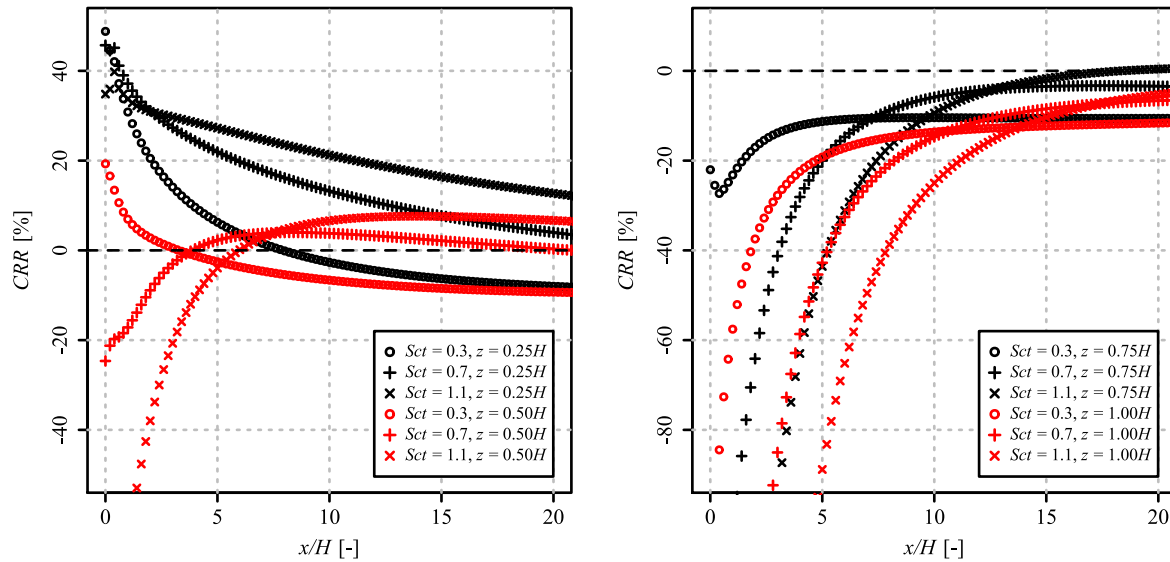 40
20
0
-20
-40
CRR [%]
0
5
10
15
20
x/H [-]
Sct = 0.3, z = 0.25H
Sct = 0.7, z = 0.25H
Sct = 1.1, z = 0.25H
Sct = 0.3, z = 0.50H
Sct = 0.7, z = 0.50H
Sct = 1.1, z = 0.50H
0
-20
-40
-60
-80
CRR [%]
0
5
10
15
20
x/H [-]
Sct = 0.3, z = 0.75H
Sct = 0.7, z = 0.75H
Sct = 1.1, z = 0.75H
Sct = 0.3, z = 1.00H
Sct = 0.7, z = 1.00H
Sct = 1.1, z = 1.00H